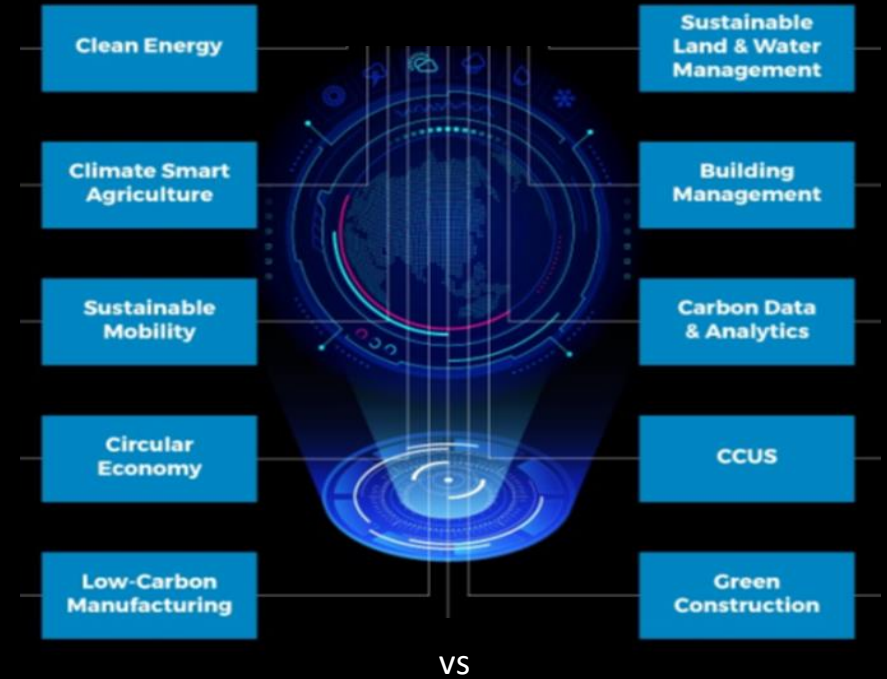 Clean Energy
Sustainable
Land & Water
Management
Climate Smart
Agriculture
Building
Management
Sustainable
Mobility
Carbon Data
& Analytics
Circular
Economy
CCUS
Low-Carbon
Manufacturing
Green
Construction
vs